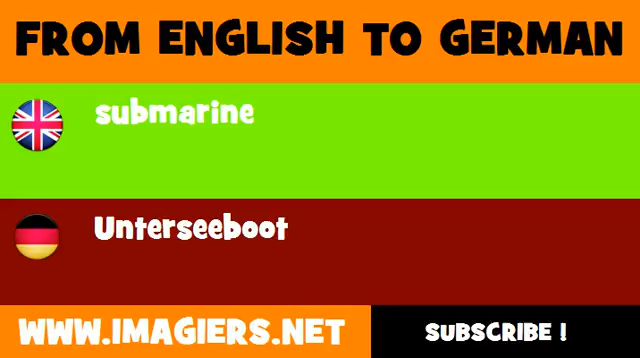 FROM ENGLISH TO GERMAN
submarine
Unterseeboot
WWW.IMAGIERS.NET
SUBSCRIBE !